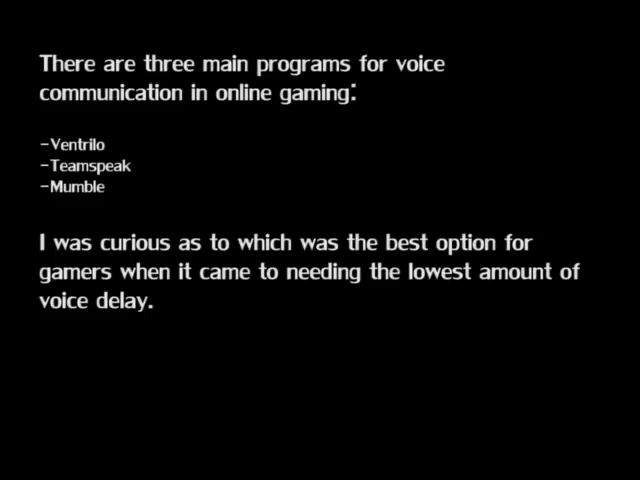 There are three main programs for voice
communication in online gaming:
-Ventrilo
-Teamspeak
-Mumble
I was curious as to which was the best option for
gamers when it came to needing the lowest amount of
voice delay.